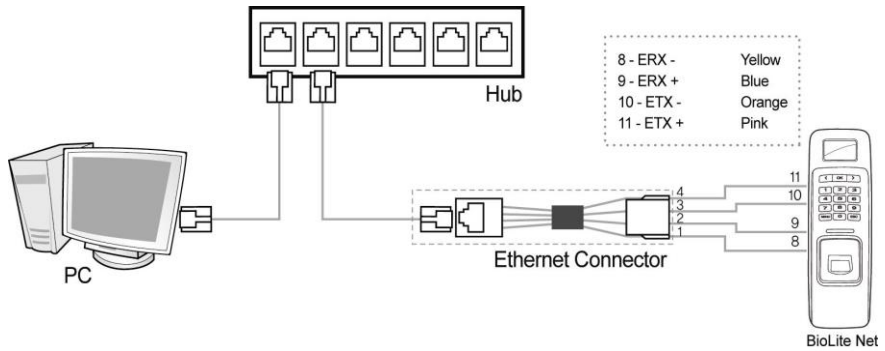 Hub
8 - ERX - Yellow
9 - ERX + Blue
10 - ETX - Orange
11 - ETX + Pink
PC
Ethernet Connector
4
3
2
1
11
10
9
8
BioLite Net